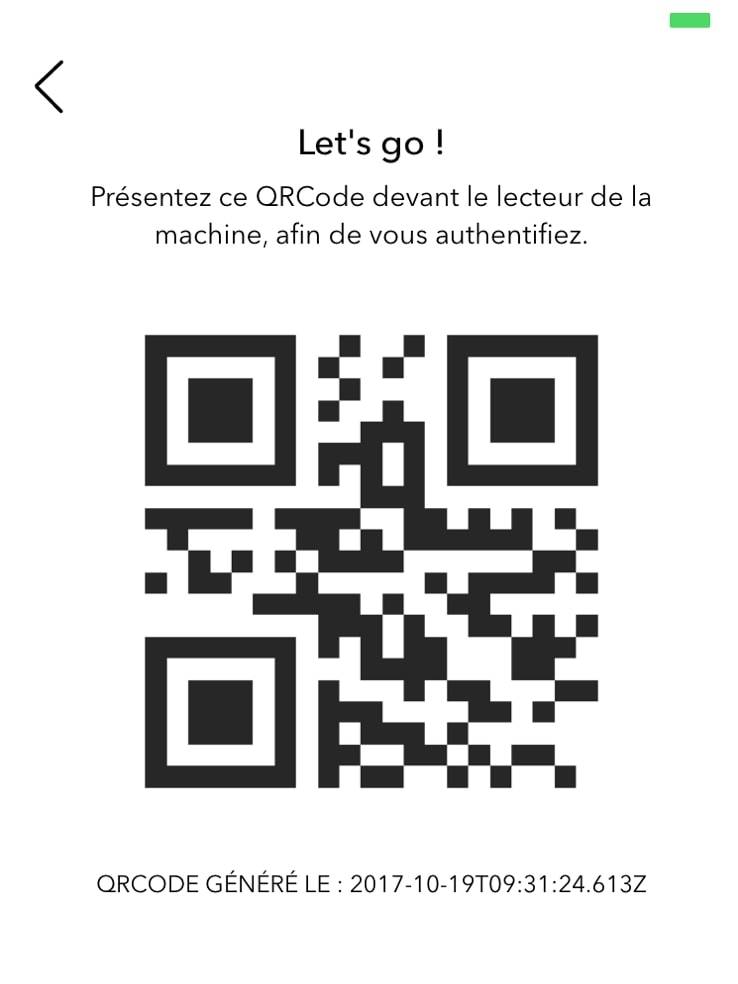 Let's go !
Présentez ce QRCode devant le lecteur de la
machine, afin de vous authentifiez.
QRCODE GÉNÉRÉ LE : 2017-10-19T09:31:24.613Z